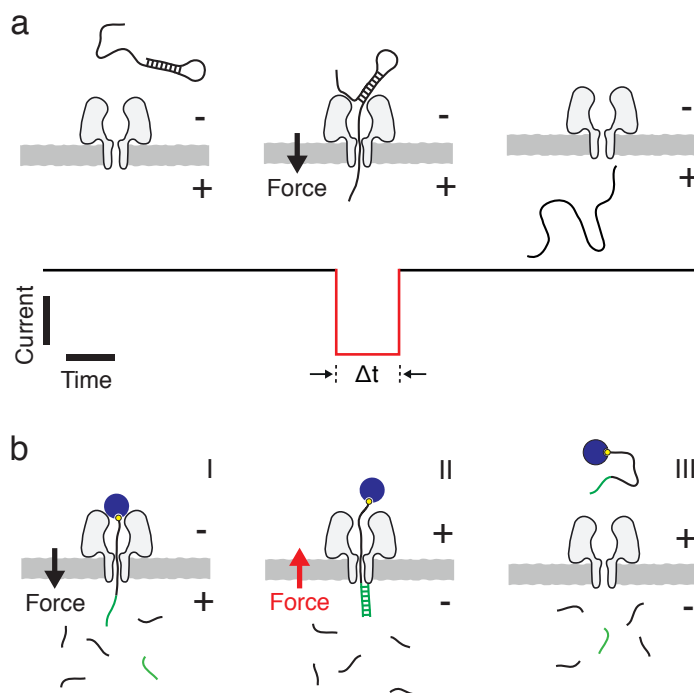 a
- - -
+ Force + +
Current
Time
Δt
b
I II III
- + +
Force + Force - -